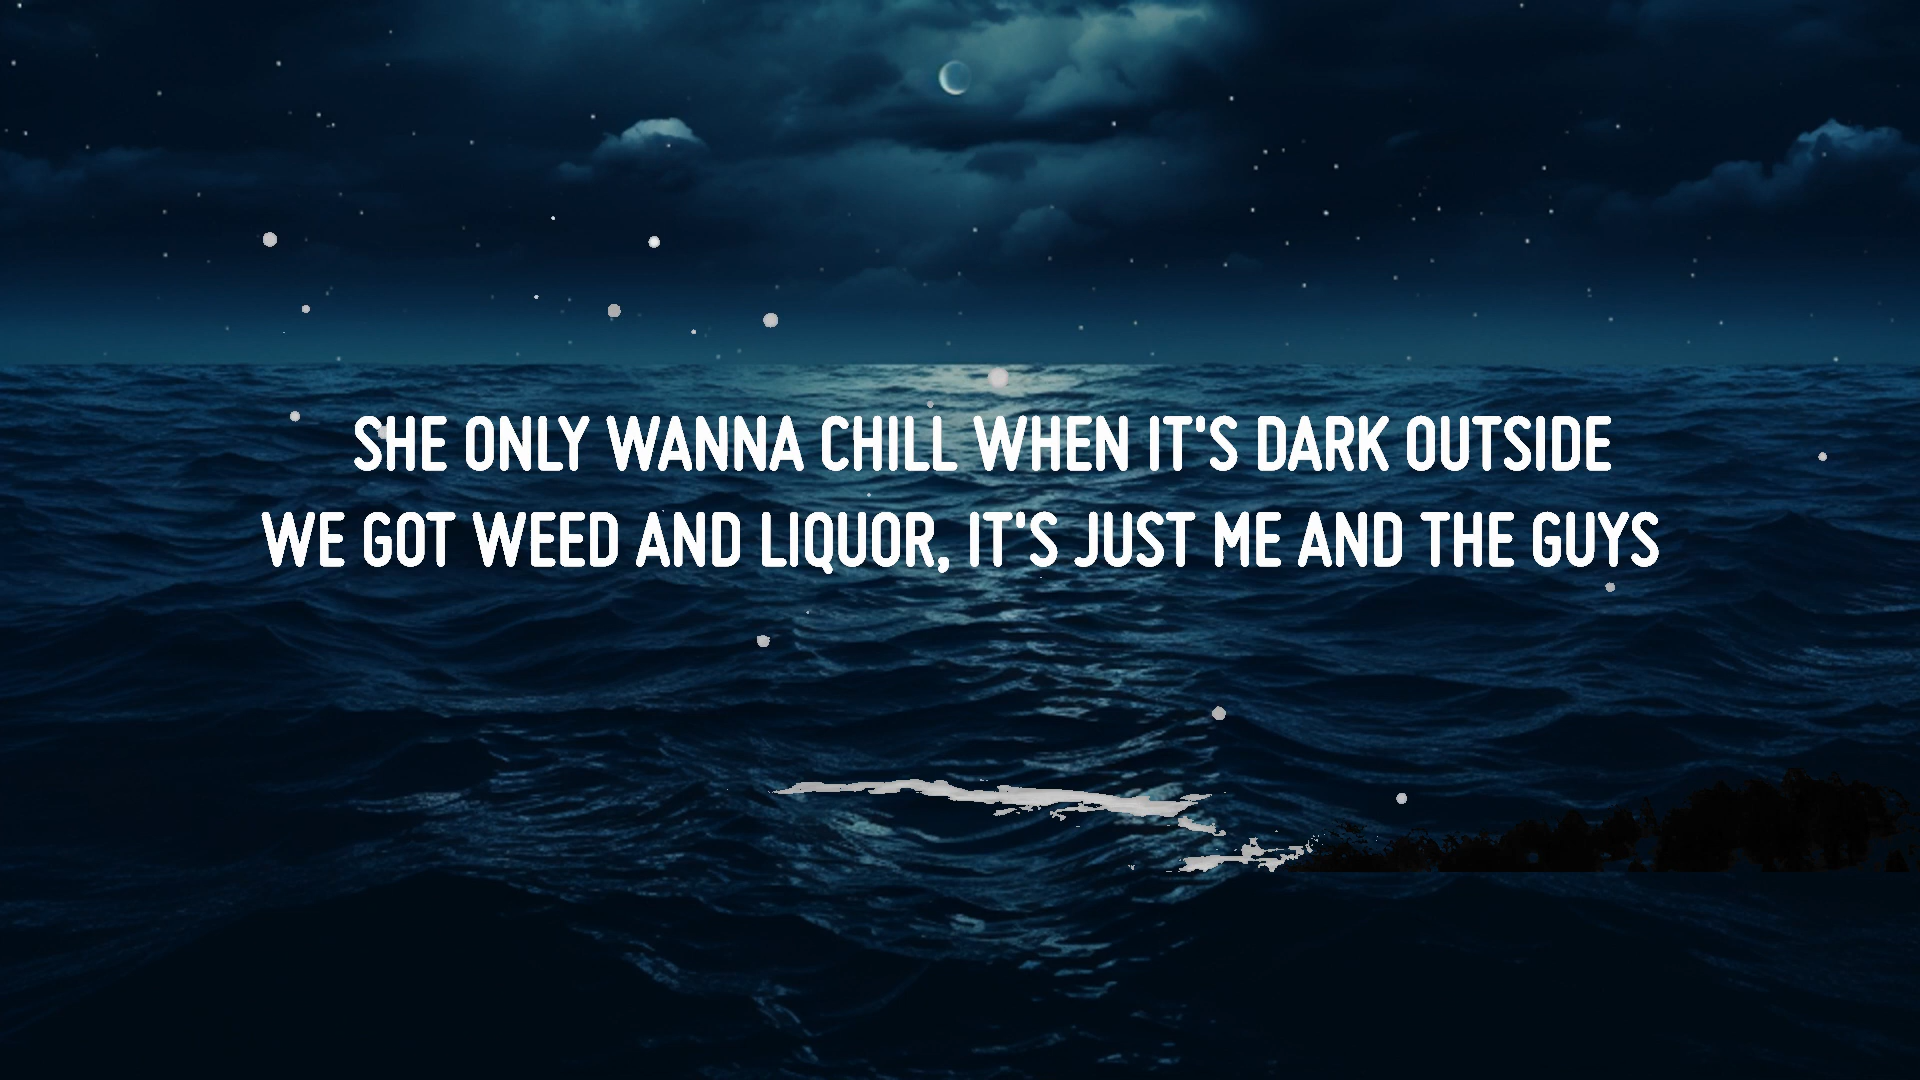 SHE ONLY WANNA CHILL WHEN IT'S DARK OUTSIDE
WE GOT WEED AND LIQUOR, IT'S JUST ME AND THE GUYS